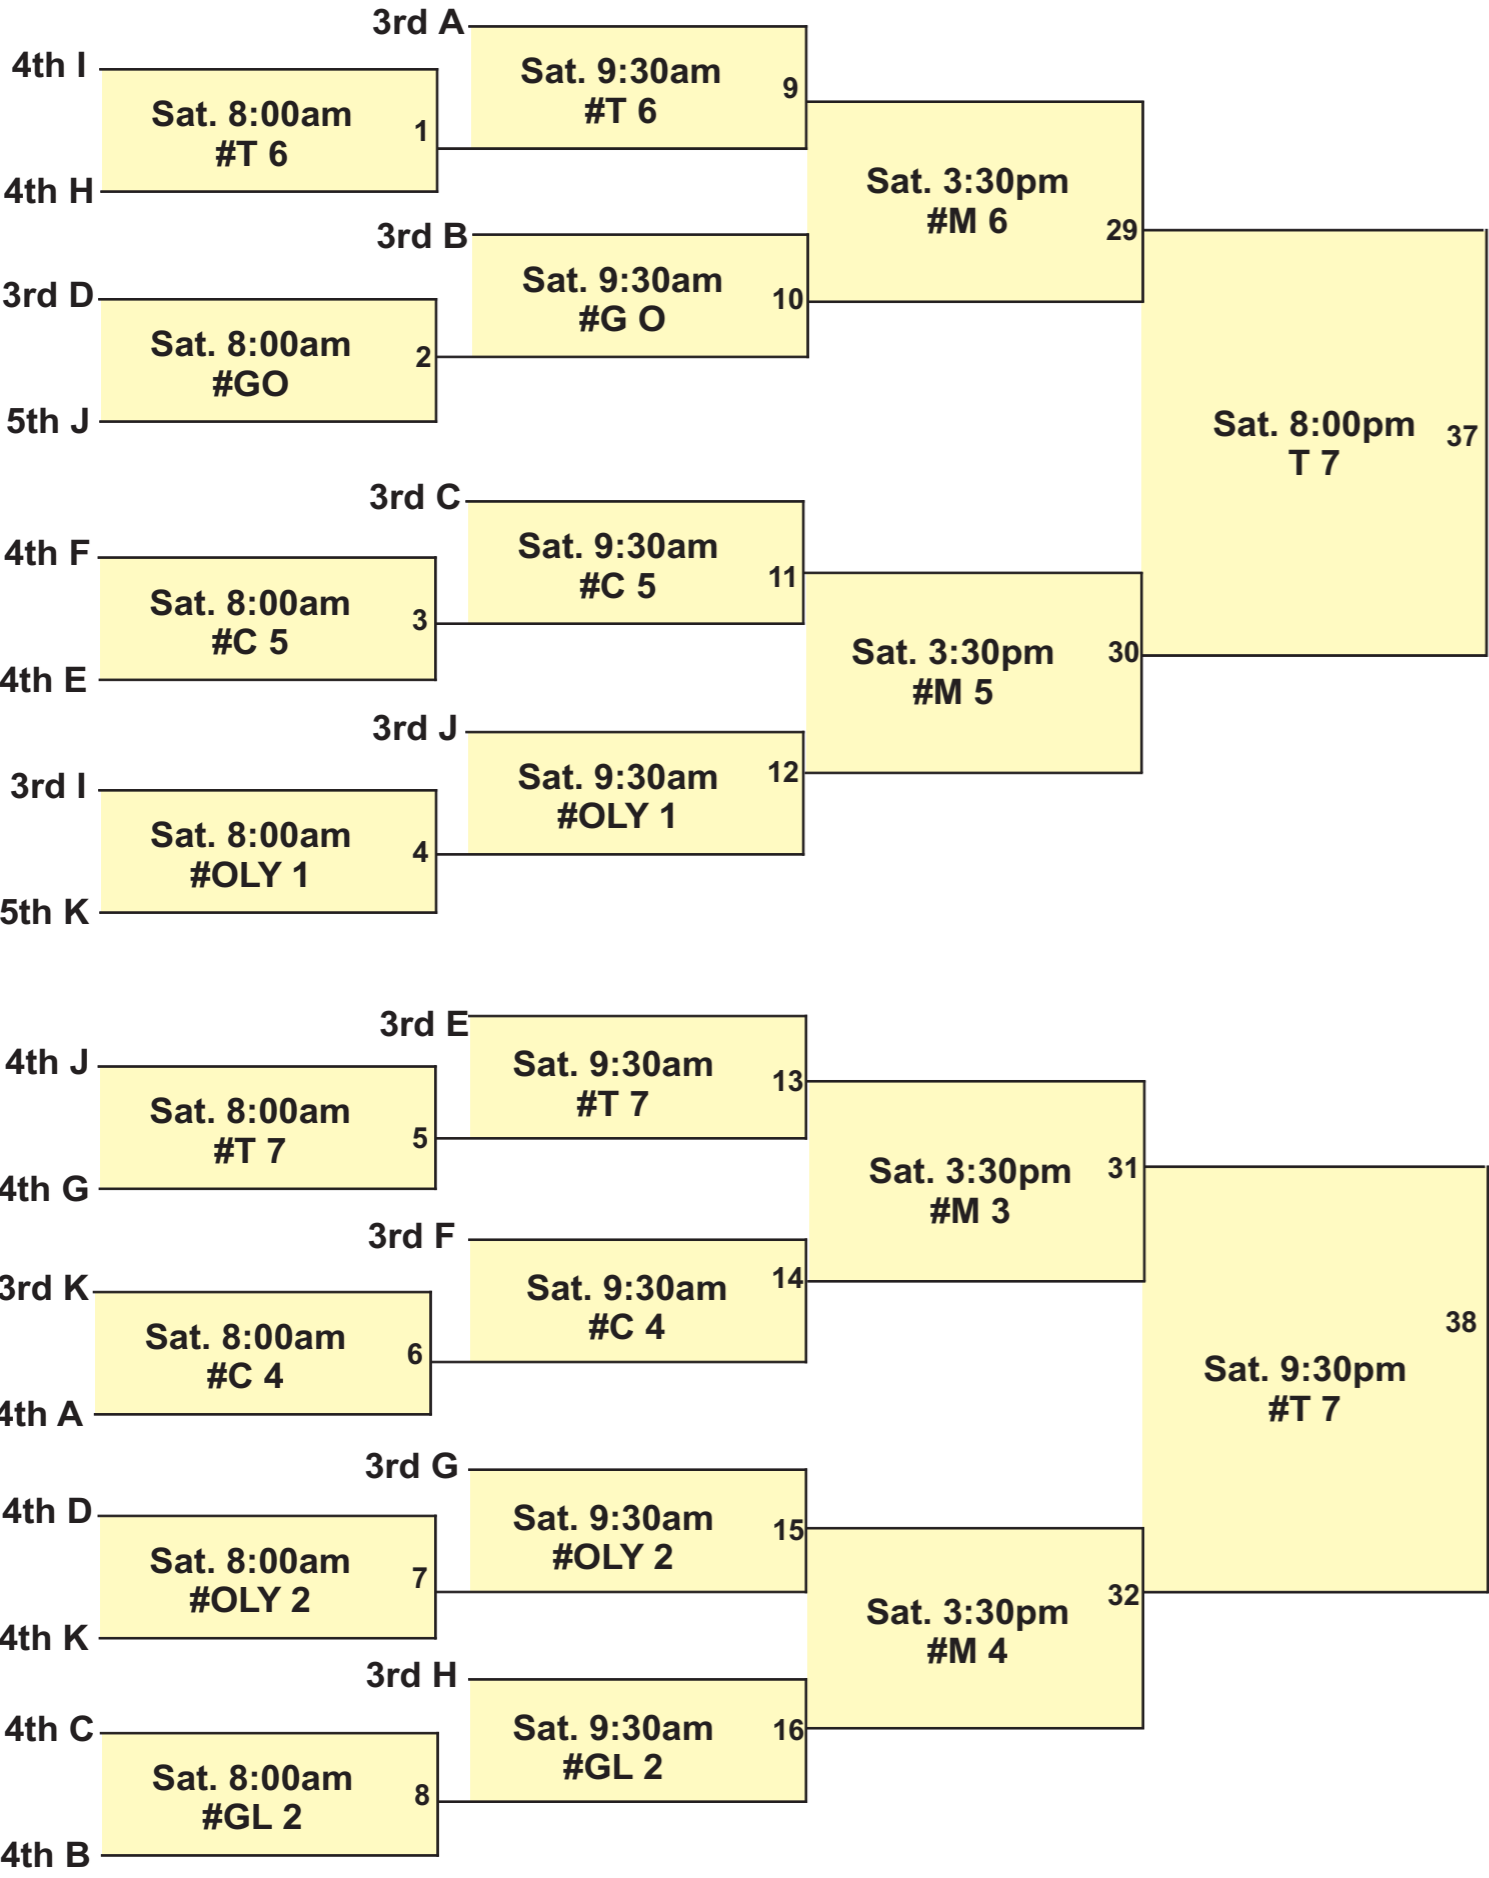 3rd A
4th I
Sat. 9:30am
#T 6
9
Sat. 8:00am
#T 6
1
4th H
Sat. 3:30pm
#M 6
29
3rd B
3rd D
Sat. 9:30am
#G O
10
Sat. 8:00am
#GO
2
5th J
Sat. 8:00pm
T 7
37
3rd C
4th F
Sat. 9:30am
#C 5
11
Sat. 8:00am
#C 5
3
4th E
Sat. 3:30pm
#M 5
30
3rd J
3rd I
Sat. 9:30am
#OLY 1
12
Sat. 8:00am
#OLY 1
4
5th K
3rd E
4th J
Sat. 9:30am
#T 7
13
Sat. 8:00am
#T 7
5
4th G
Sat. 3:30pm
#M 3
31
3rd F
3rd K
Sat. 9:30am
#C 4
14
Sat. 8:00am
#C 4
6
4th A
Sat. 9:30pm
#T 7
38
3rd G
4th D
Sat. 9:30am
#OLY 2
15
Sat. 8:00am
#OLY 2
7
4th K
Sat. 3:30pm
#M 4
32
3rd H
4th C
Sat. 9:30am
#GL 2
16
Sat. 8:00am
#GL 2
8
4th B